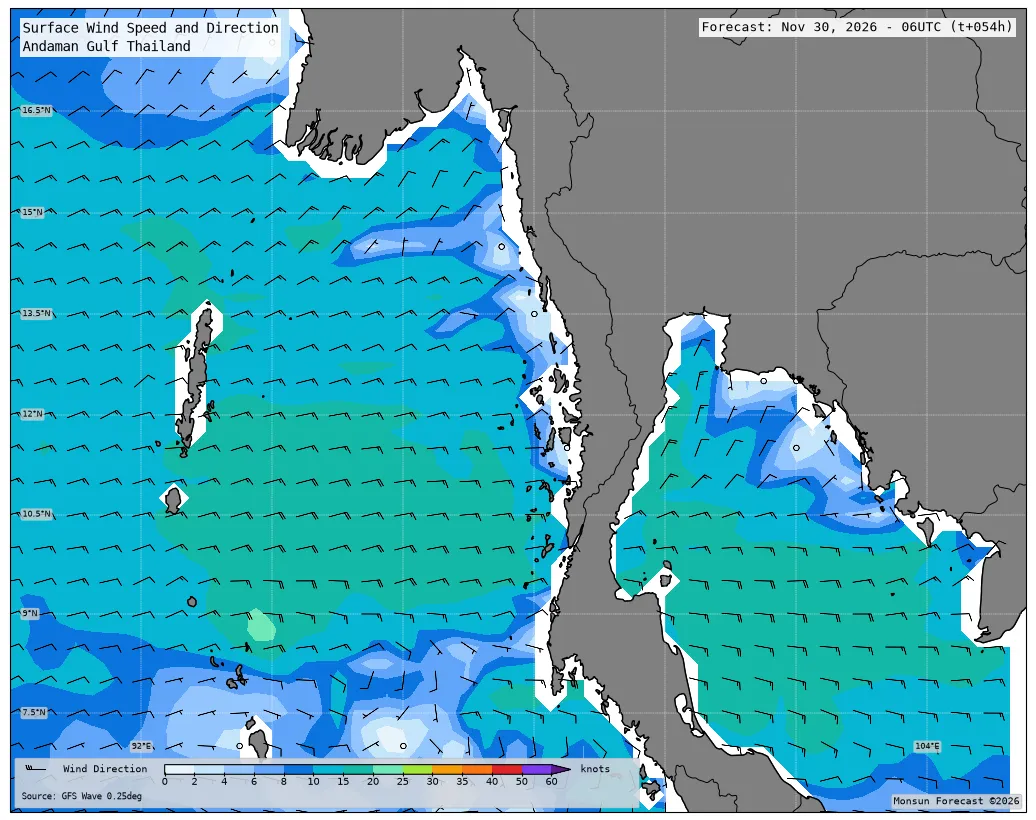 Surface Wind Speed and Direction
Andaman Gulf Thailand
Forecast: Nov 30, 2026 - 06UTC (t+054h)
16.5°N
15°N
13.5°N
12°N
10.5°N
9°N
7.5°N
92°E
104°E
Wind Direction
0 2 4 6 8 10 15 20 25 30 35 40 50 60
knots
Source: GFS Wave 0.25deg
Monsun Forecast ©2026